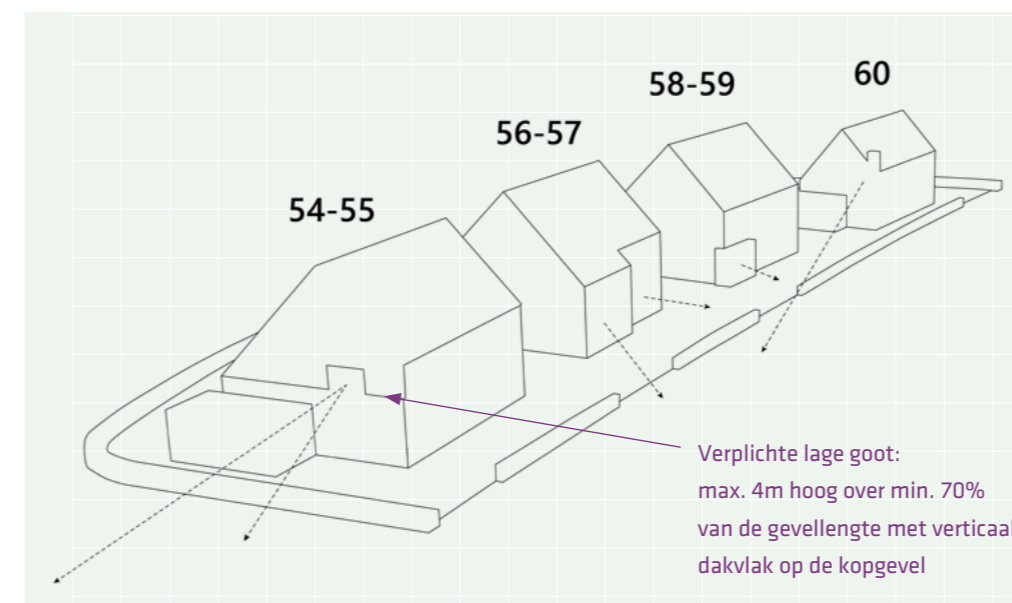 60
58-59
56-57
54-55
Verplichte lage goot:
max. 4m hoog over min. 70%
van de gevellengte met verticaal
dakvlak op de kopgevel